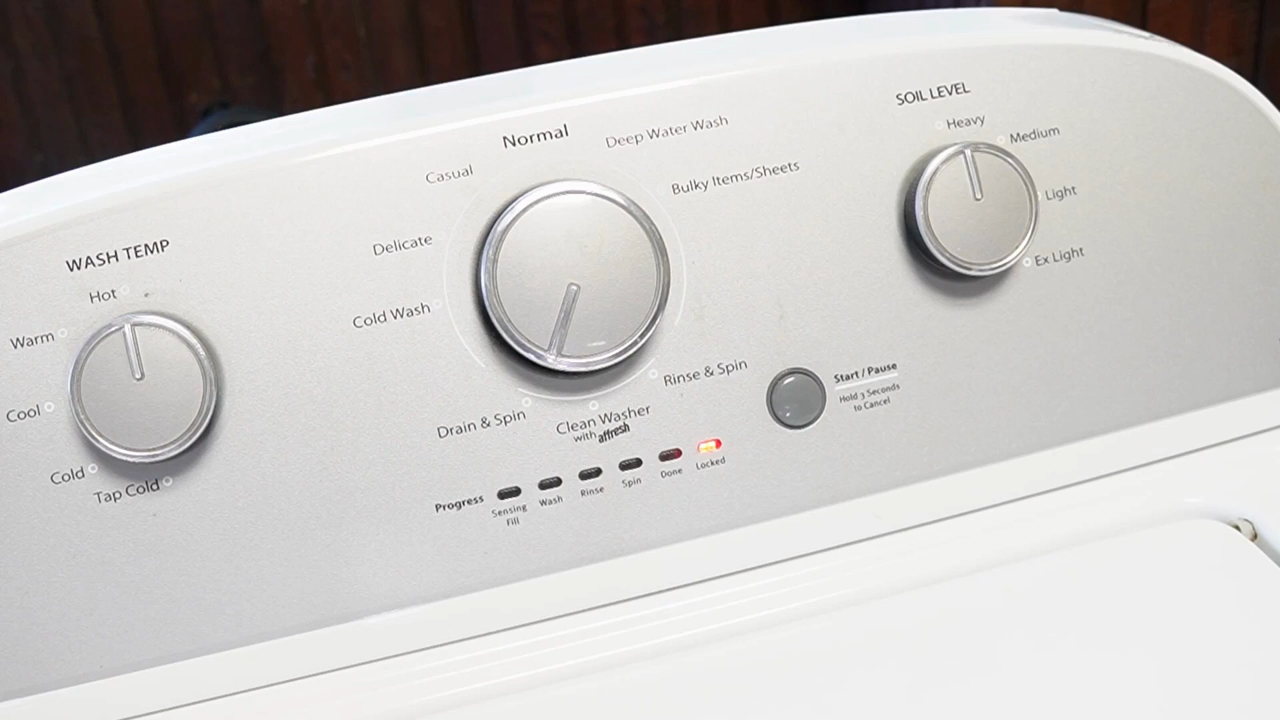 WASH TEMP
Hot
Warm
Cool
Cold
Tap Cold
Normal
Casual
Delicate
Cold Wash
Drain & Spin
Deep Water Wash
Bulky Items/Sheets
Rinse & Spin
Clean Washer
with affresh
SOIL LEVEL
Heavy
Medium
Light
Ex Light
Start / Pause
Hold 3 Seconds
to Cancel
Progress
Sensing
Fill
Wash
Rinse
Spin
Done
Locked